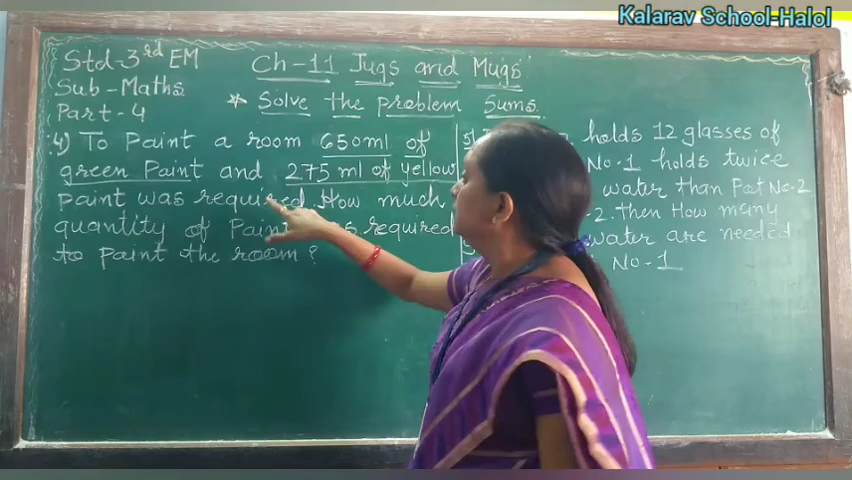 Kalarav School-Halol
Std-3rd EM
Sub-Maths
Part-4
Ch-11 Jugs and Mugs
* Solve the problem Sums.
4) To Paint a room 650ml of
green Paint and 275 ml of yellow
paint was required. How much
quantity of Paint required
to paint the room?
5) holds 12 glasses of
No.1 holds twice
water than Pot No.2
2. Then How many
water are needed
No-1